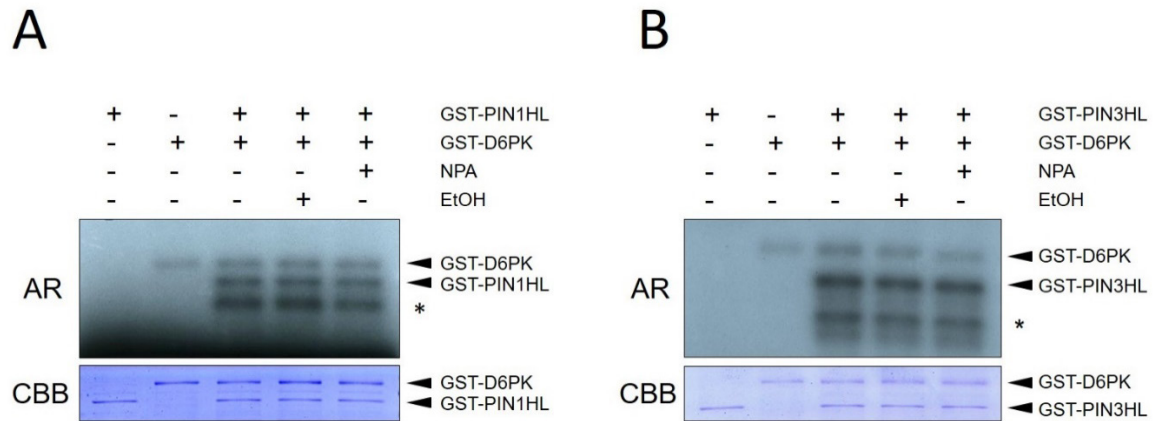 A
+ - + + + GST-PIN1HL
- + + + + GST-D6PK
- - - - + NPA
- - - + - EtOH
AR
GST-D6PK
GST-PIN1HL
*
CBB
GST-D6PK
GST-PIN1HL
B
+ - + + + GST-PIN3HL
- + + + + GST-D6PK
- - - - + NPA
- - - + - EtOH
AR
GST-D6PK
GST-PIN3HL
*
CBB
GST-D6PK
GST-PIN3HL